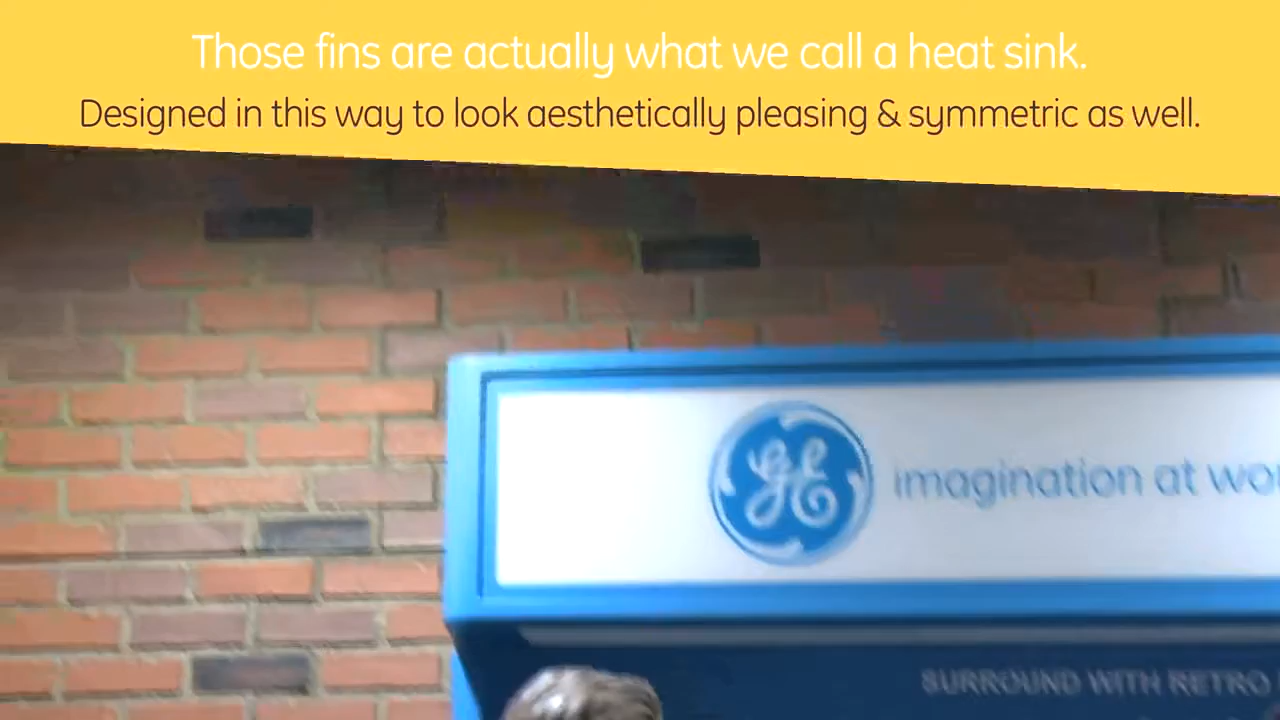 Those fins are actually what we call a heat sink.
Designed in this way to look aesthetically pleasing & symmetric as well.
GE imagination at
SURROUND WITH RETRO